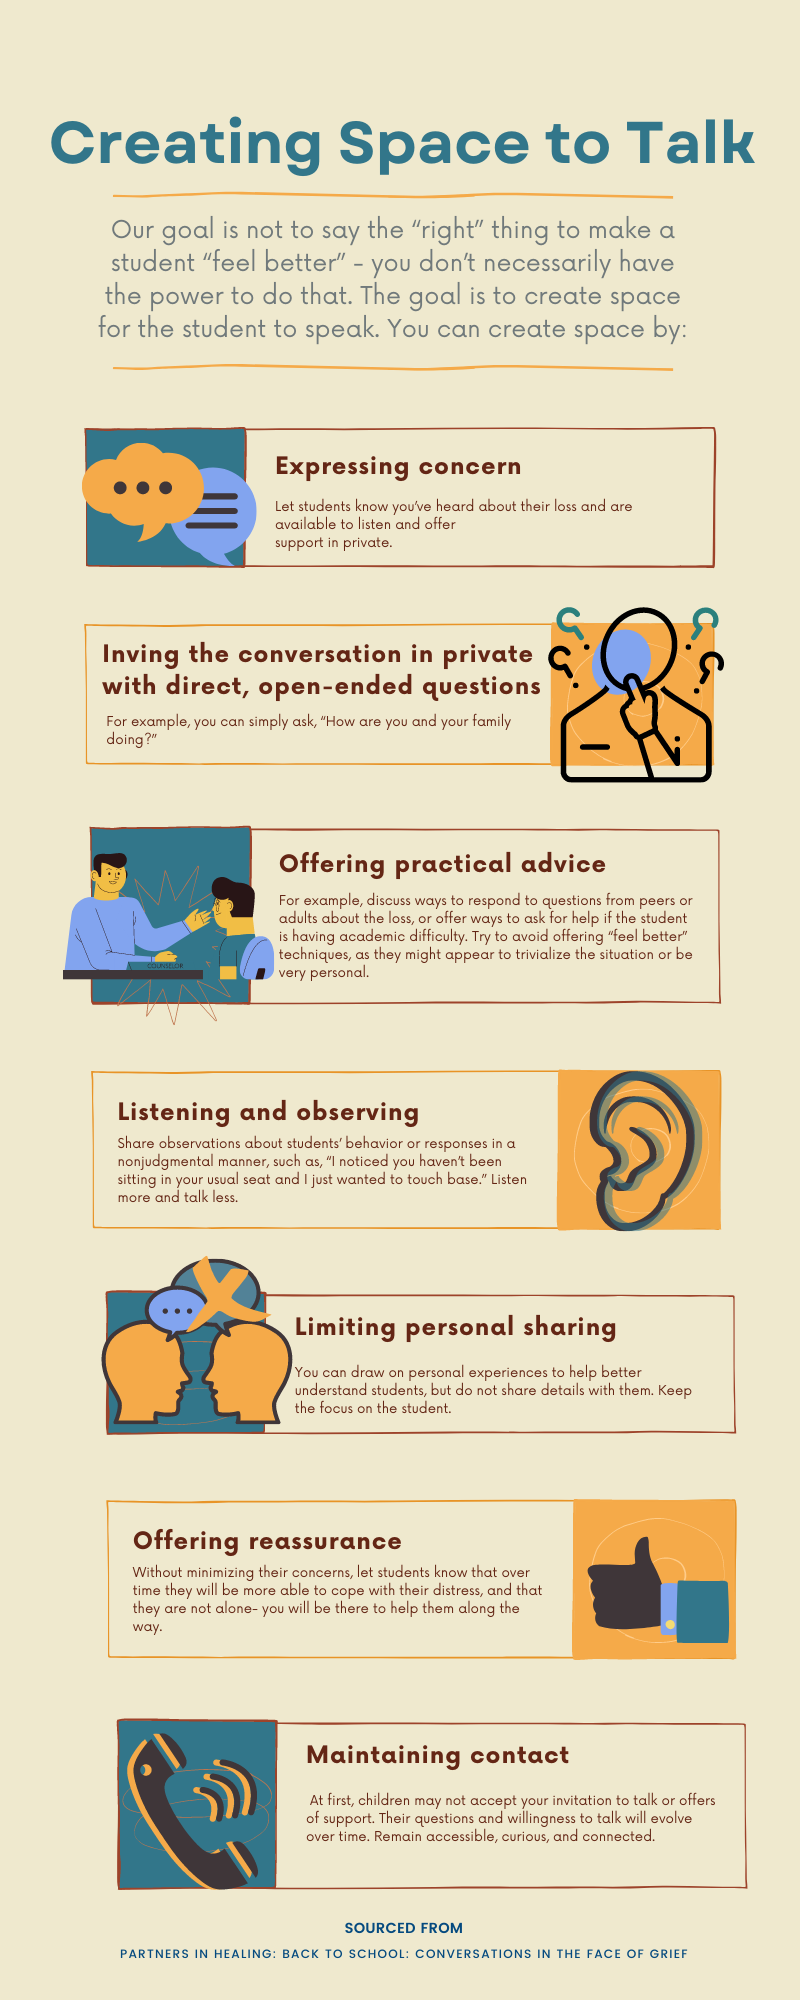 Creating Space to Talk
Our goal is not to say the “right” thing to make a
student “feel better” - you don’t necessarily have
the power to do that. The goal is to create space
for the student to speak. You can create space by:
Expressing concern
Let students know you’ve heard about their loss and are
available to listen and offer
support in private.
Inving the conversation in private
with direct, open-ended questions
For example, you can simply ask, “How are you and your family
doing?”
Offering practical advice
For example, discuss ways to respond to questions from peers or
adults about the loss, or offer ways to ask for help if the student
is having academic difficulty. Try to avoid offering “feel better”
techniques, as they might appear to trivialize the situation or be
very personal.
COUNSELOR
Listening and observing
Share observations about students’ behavior or responses in a
nonjudgmental manner, such as, “I noticed you haven’t been
sitting in your usual seat and I just wanted to touch base.” Listen
more and talk less.
Limiting personal sharing
You can draw on personal experiences to help better
understand students, but do not share details with them. Keep
the focus on the student.
Offering reassurance
Without minimizing their concerns, let students know that over
time they will be more able to cope with their distress, and that
they are not alone- you will be there to help them along the
way.
Maintaining contact
At first, children may not accept your invitation to talk or offers
of support. Their questions and willingness to talk will evolve
over time. Remain accessible, curious, and connected.
SOURCED FROM
PARTNERS IN HEALING: BACK TO SCHOOL: CONVERSATIONS IN THE FACE OF GRIEF